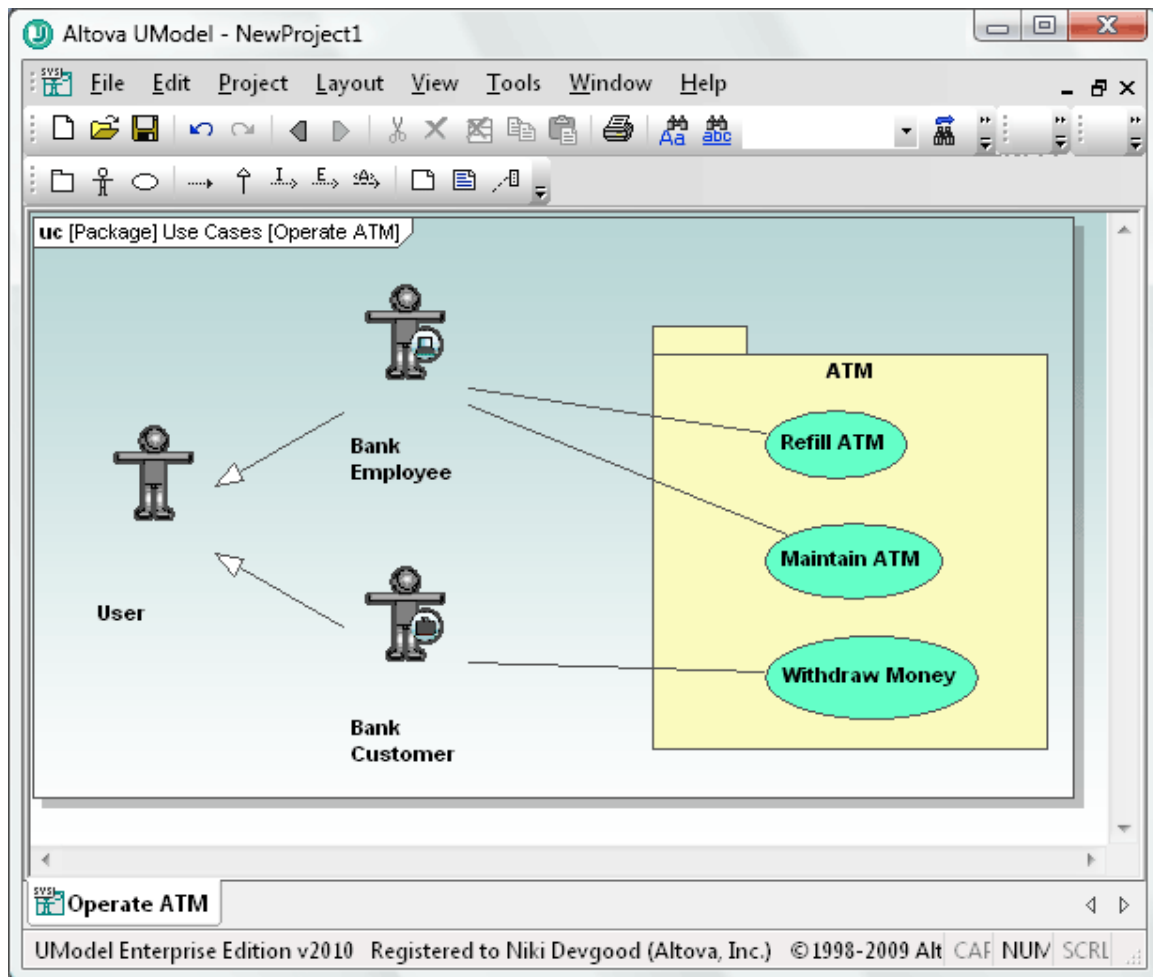 Altova UModel - NewProject1
File Edit Project Layout View Tools Window Help
Aa abc
I E «A»
uc [Package] Use Cases [Operate ATM]
ATM
Refill ATM
Bank
Employee
Maintain ATM
User
Withdraw Money
Bank
Customer
Operate ATM
UModel Enterprise Edition v2010 Registered to Niki Devgood (Altova, Inc.) ©1998-2009 Alt CAP NUM SCRL